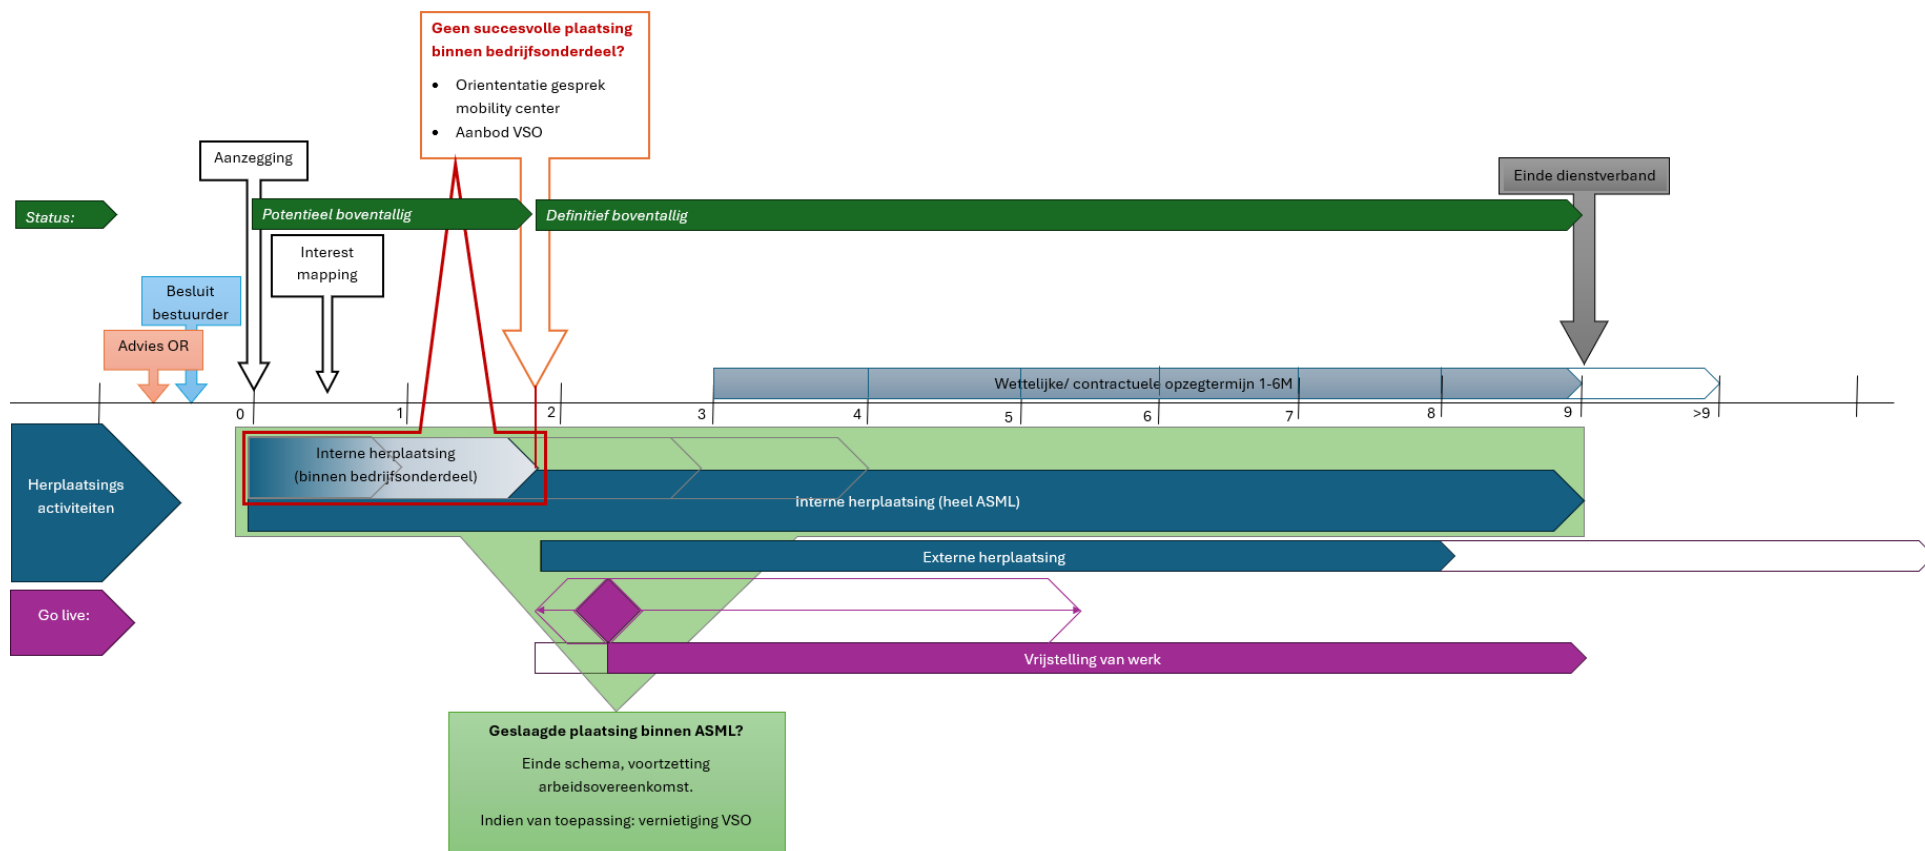 Geen succesvolle plaatsing
binnen bedrijfsonderdeel?
• Orientatie gesprek
mobility center
• Aanbod VSO
Aanzegging
Einde dienstverband
Status:
Potentieel boventallig
Definitief boventallig
Interest
mapping
Besluit
bestuurder
Advies OR
Wettelijke/ contractuele opzegtermijn 1-6M
0
1
2
3
4
5
6
7
8
9
>9
Herplaatsings
activiteiten
Interne herplaatsing
(binnen bedrijfsonderdeel)
Interne herplaatsing (heel ASML)
Externe herplaatsing
Go live:
Vrijstelling van werk
Geslaagde plaatsing binnen ASML?
Einde schema, voortzetting
arbeidsovereenkomst.
Indien van toepassing: vernietiging VSO